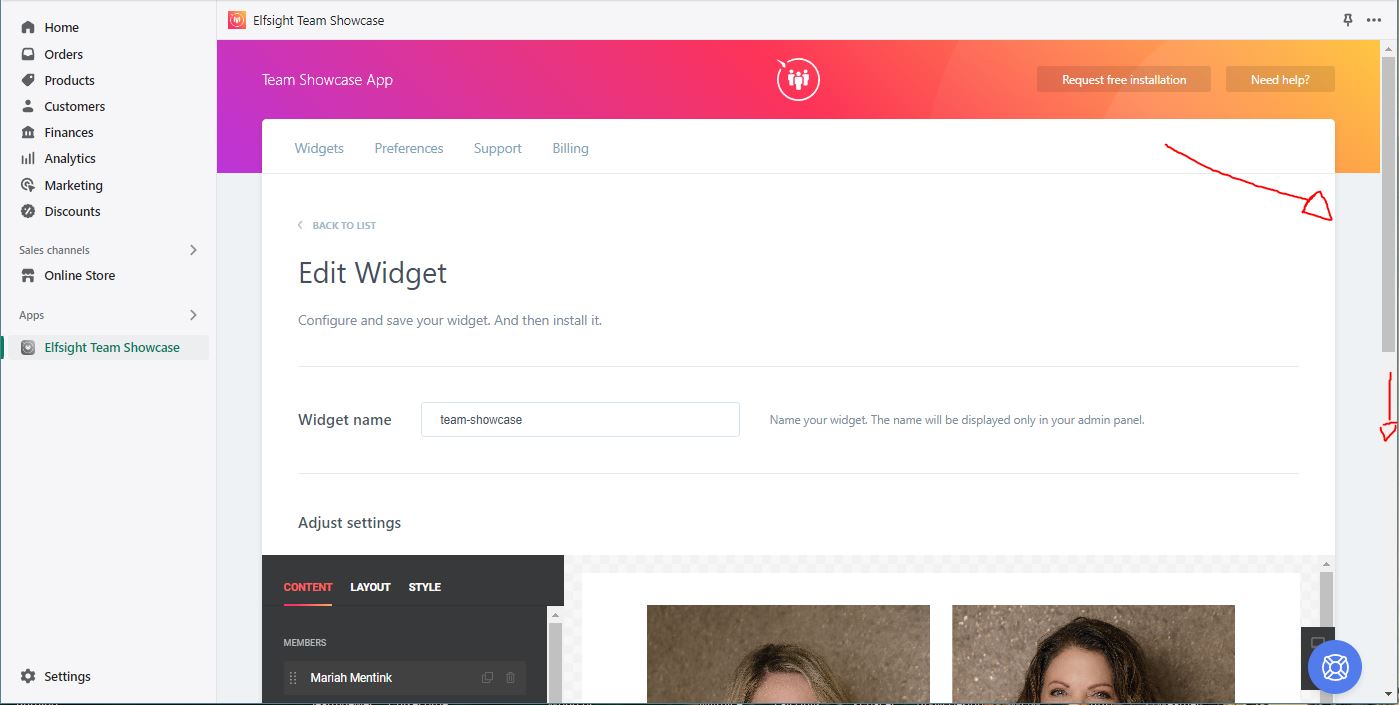 Home
Orders
Products
Customers
Finances
Analytics
Marketing
Discounts
Sales channels
Online Store
Apps
Elfsight Team Showcase
Settings
Elfsight Team Showcase
Team Showcase App
Request free installation
Need help?
Widgets Preferences Support Billing
BACK TO LIST
Edit Widget
Configure and save your widget. And then install it.
Widget name team-showcase Name your widget. The name will be displayed only in your admin panel.
Adjust settings
CONTENT LAYOUT STYLE
MEMBERS
Mariah Mentink